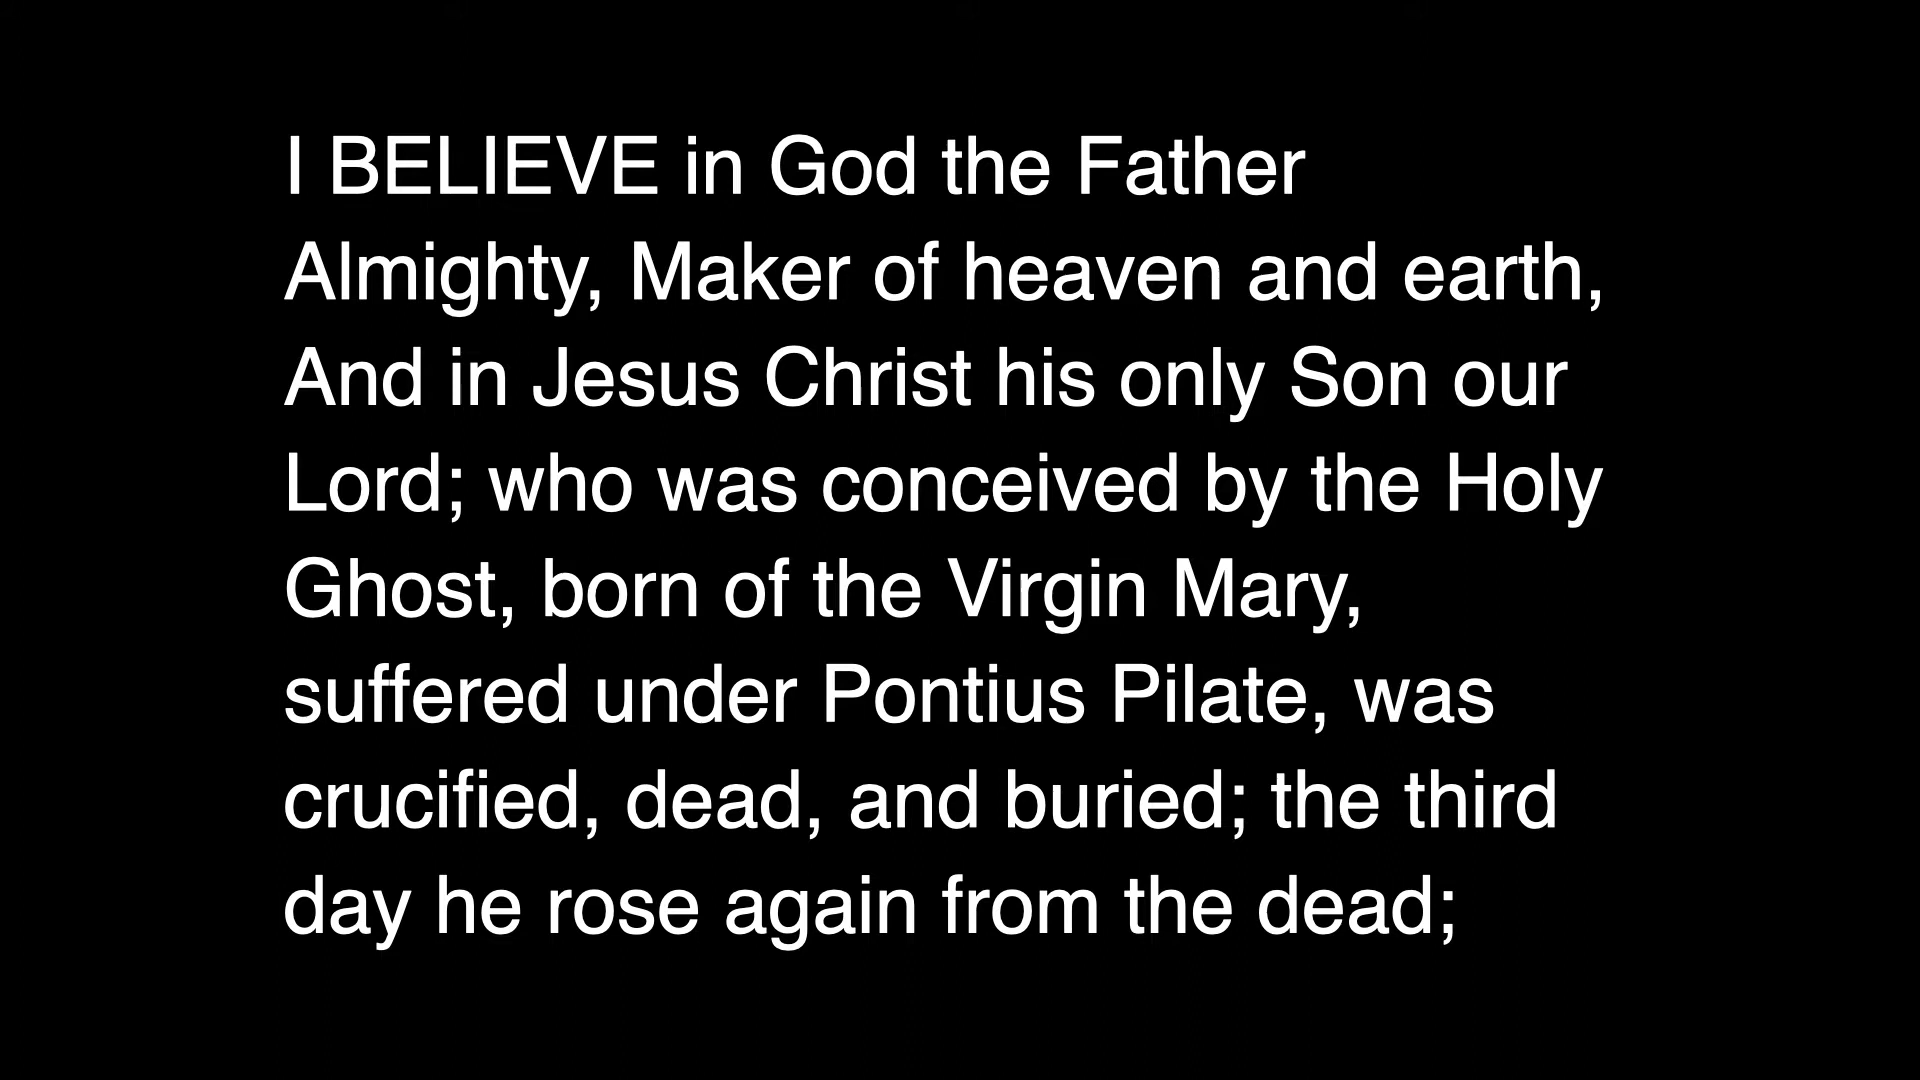 I BELIEVE in God the Father
Almighty, Maker of heaven and earth,
And in Jesus Christ his only Son our
Lord; who was conceived by the Holy
Ghost, born of the Virgin Mary,
suffered under Pontius Pilate, was
crucified, dead, and buried; the third
day he rose again from the dead;